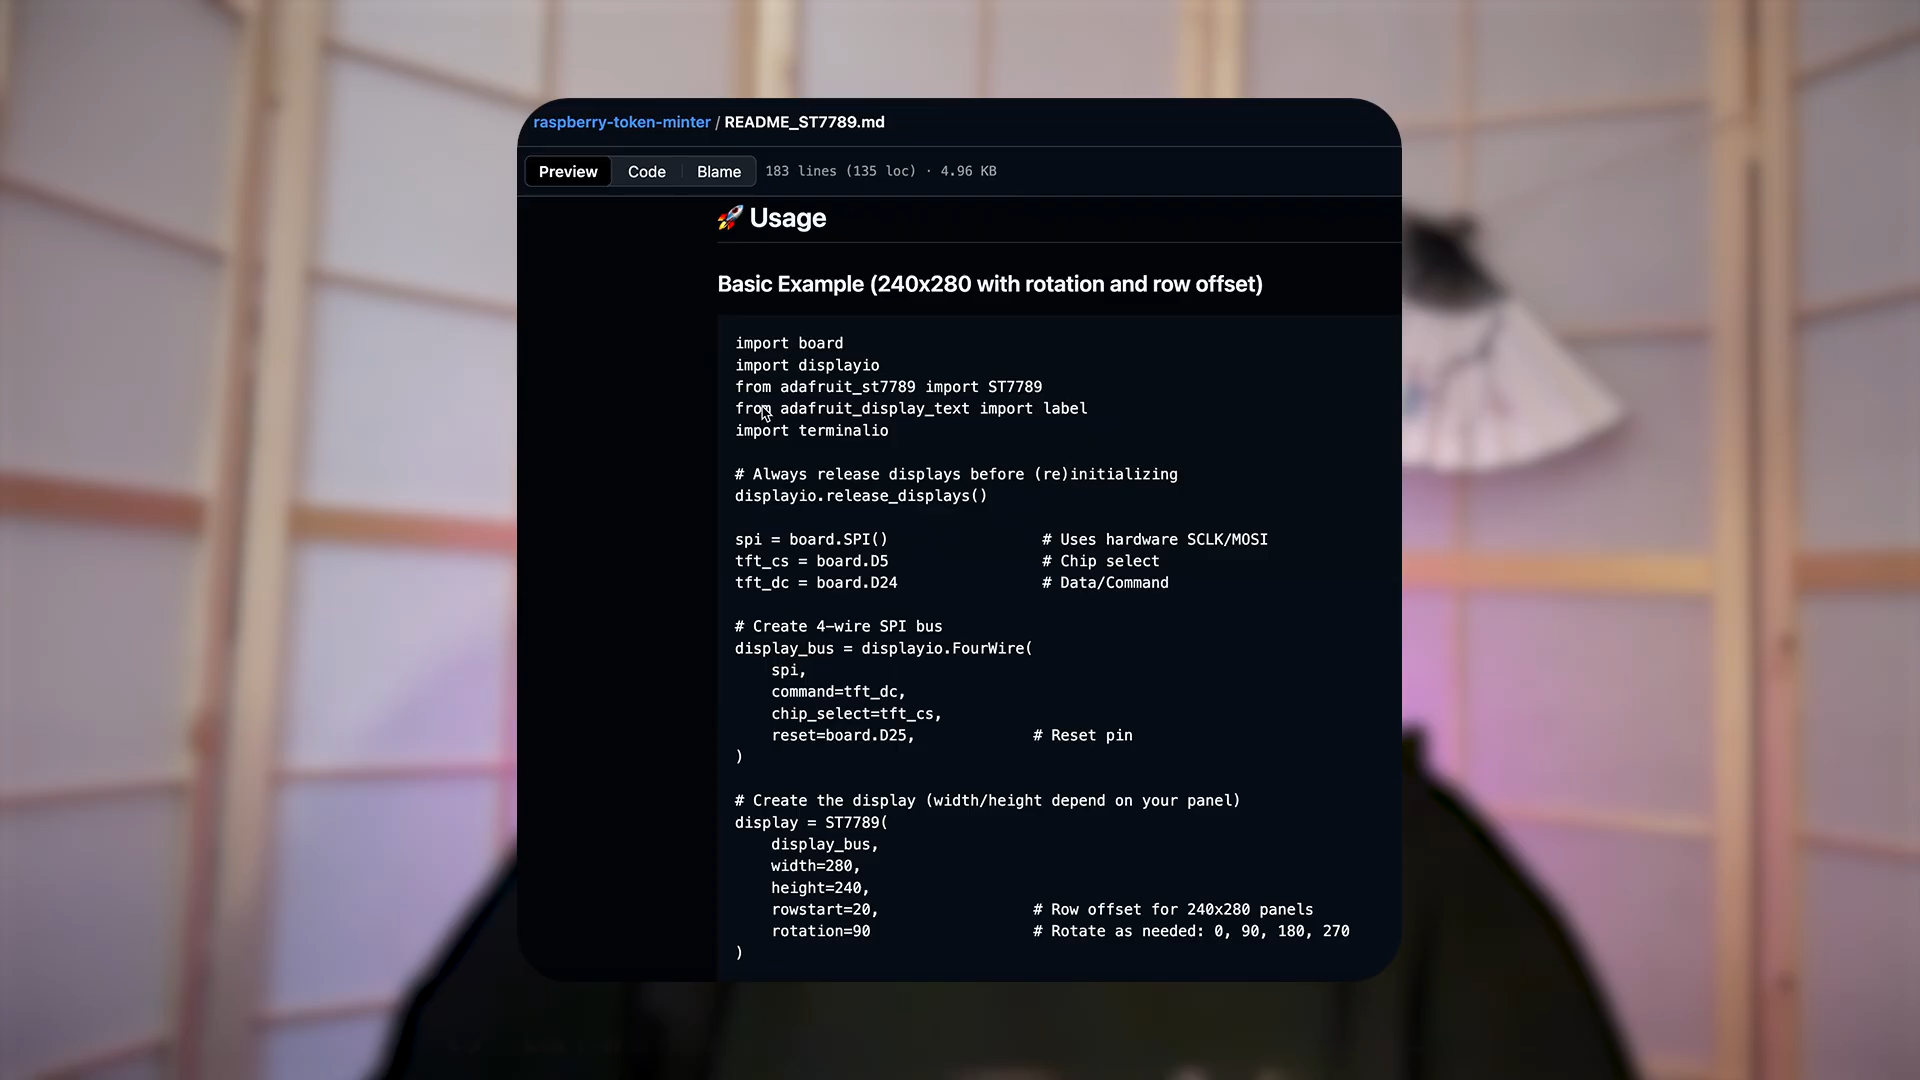 raspberry-token-minter / README_ST7789.md
Preview Code Blame 183 lines (135 loc) · 4.96 KB
🚀 Usage
Basic Example (240x280 with rotation and row offset)
import board
import displayio
from adafruit_st7789 import ST7789
from adafruit_display_text import label
import terminalio
# Always release displays before (re)initializing
displayio.release_displays()
spi = board.SPI() # Uses hardware SCLK/MOSI
tft_cs = board.D5 # Chip select
tft_dc = board.D24 # Data/Command
# Create 4-wire SPI bus
display_bus = displayio.FourWire(
spi,
command=tft_dc,
chip_select=tft_cs,
reset=board.D25, # Reset pin
)
# Create the display (width/height depend on your panel)
display = ST7789(
display_bus,
width=280,
height=240,
rowstart=20, # Row offset for 240x280 panels
rotation=90 # Rotate as needed: 0, 90, 180, 270
)